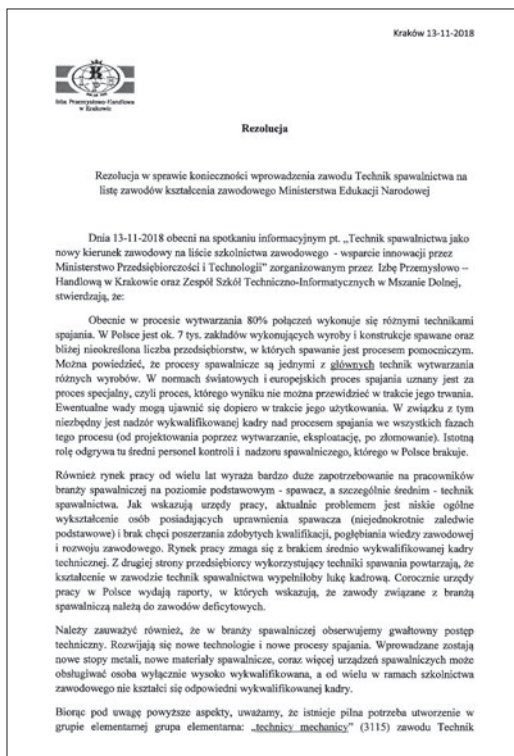 Kraków 13-11-2018
K
Izba Przemysłowo-Handlowa
w Krakowie
Rezolucja
Rezolucja w sprawie konieczności wprowadzenia zawodu Technik spawalnictwa na
listę zawodów kształcenia zawodowego Ministerstwa Edukacji Narodowej
Dnia 13-11-2018 obecni na spotkaniu informacyjnym pt. „Technik spawalnictwa jako
nowy kierunek zawodowy na liście szkolnictwa zawodowego - wsparcie innowacji przez
Ministerstwo Przedsiębiorczości i Technologii" zorganizowanym przez Izbę Przemysłowo –
Handlową w Krakowie oraz Zespół Szkół Techniczno-Informatycznych w Mszanie Dolnej,
stwierdzają, że:
Obecnie w procesie wytwarzania 80% połączeń wykonuje się różnymi technikami
spajania. W Polsce jest ok. 7 tys. zakładów wykonujących wyroby i konstrukcje spawane oraz
bliżej nieokreślona liczba przedsiębiorstw, w których spawanie jest procesem pomocniczym.
Można powiedzieć, że procesy spawalnicze są jednymi z głównych technik wytwarzania
różnych wyrobów. W normach światowych i europejskich proces spajania uznany jest za
proces specjalny, czyli proces, którego wyniku nie można przewidzieć w trakcie jego trwania.
Ewentualne wady mogą ujawnić się dopiero w trakcie jego użytkowania. W związku z tym
niezbędny jest nadzór wykwalifikowanej kadry nad procesem spajania we wszystkich fazach
tego procesu (od projektowania poprzez wytwarzanie, eksploatację, po złomowanie). Istotną
rolę odgrywa tu średni personel kontroli i nadzoru spawalniczego, którego w Polsce brakuje.
Również rynek pracy od wielu lat wyraża bardzo duże zapotrzebowanie na pracowników
branży spawalniczej na poziomie podstawowym - spawacz, a szczególnie średnim - technik
spawalnictwa. Jak wskazują urzędy pracy, aktualnie problemem jest niskie ogólne
wykształcenie osób posiadających uprawnienia spawacza (niejednokrotnie zaledwie
podstawowe) i brak chęci poszerzania zdobytych kwalifikacji, pogłębiania wiedzy zawodowej
i rozwoju zawodowego. Rynek pracy zmaga się z brakiem średnio wykwalifikowanej kadry
technicznej. Z drugiej strony przedsiębiorcy wykorzystujący techniki spawania powtarzają, że
kształcenie w zawodzie technik spawalnictwa wypełniłoby lukę kadrową. Corocznie urzędy
pracy w Polsce wydają raporty, w których wskazują, że zawody związane z branżą
spawalniczą należą do zawodów deficytowych.
Należy zauważyć również, że w branży spawalniczej obserwujemy gwałtowny postęp
techniczny. Rozwijają się nowe technologie i nowe procesy spajania. Wprowadzane zostają
nowe stopy metali, nowe materiały spawalnicze, coraz więcej urządzeń spawalniczych może
obsługiwać osoba wyłącznie wysoko wykwalifikowana, a od wielu w ramach szkolnictwa
zawodowego nie kształci się odpowiedni wykwalifikowanej kadry.
Biorąc pod uwagę powyższe aspekty, uważamy, że istnieje pilna potrzeba utworzenie w
grupie elementarnej grupa elementarna: „technicy mechanicy" (3115) zawodu Technik